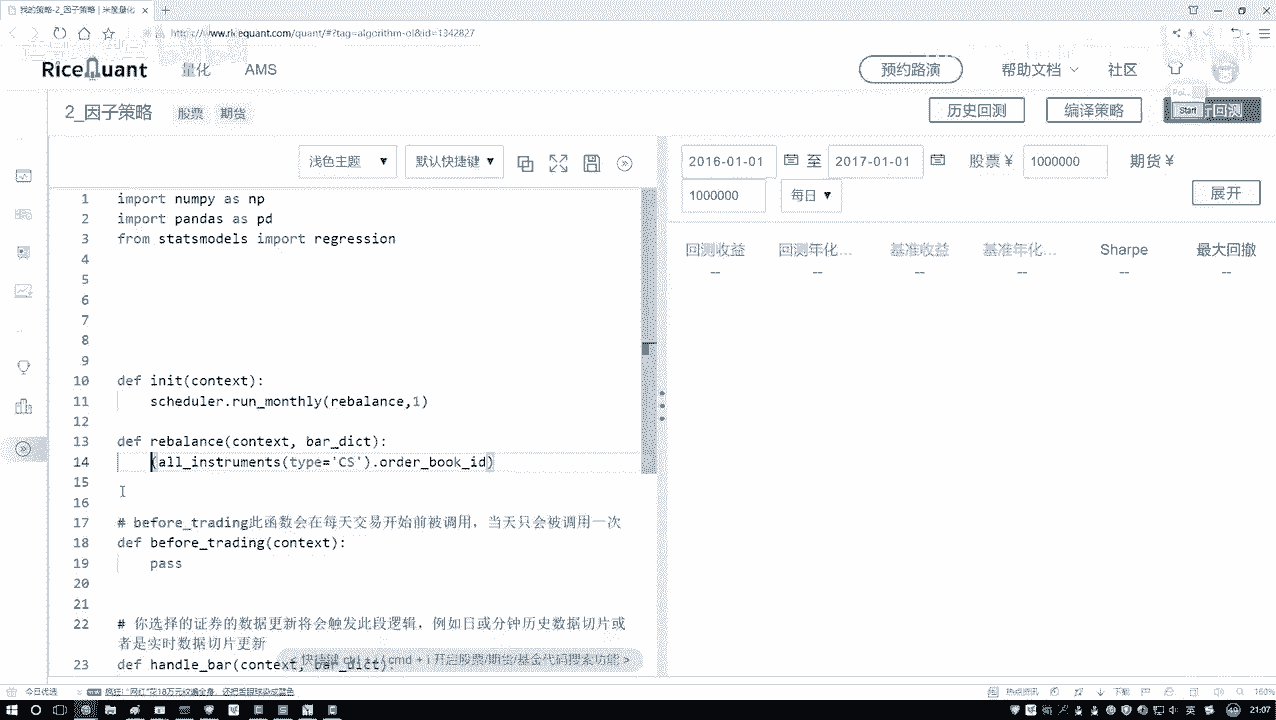 我的策略-2_因子策略 | 米筐量化
www.ricequant.com/quant/#?tag=algorithm-ol&id=1342827
RiceQuant 量化 AMS 预约路演 帮助文档 社区
2_因子策略 股票 期货 历史回测 编译策略 Start 行回测
浅色主题 默认快捷键
2016-01-01 至 2017-01-01 股票 ¥ 1000000 期货 ¥
1000000 每日 展开
回测收益 回测年化... 基准收益 基准年化... Sharpe 最大回撤
-- -- -- -- -- --
1 import numpy as np
2 import pandas as pd
3 from statsmodels import regression
4
5
6
7
8
9
10 def init(context):
11 scheduler.run_monthly(rebalance,1)
12
13 def rebalance(context, bar_dict):
14 (all_instruments(type='CS').order_book_id)
15
16
17 # before_trading此函数会在每天交易开始前被调用，当天只会被调用一次
18 def before_trading(context):
19 pass
20
21
22 # 你选择的证券的数据更新将会触发此段逻辑，例如日或分钟历史数据切片或
者是实时数据切片更新
23 def handle_bar(context, bar_dict):
开启股票/期货/基金代码搜索功能 >
今日优选
下载 160%
英 21:07